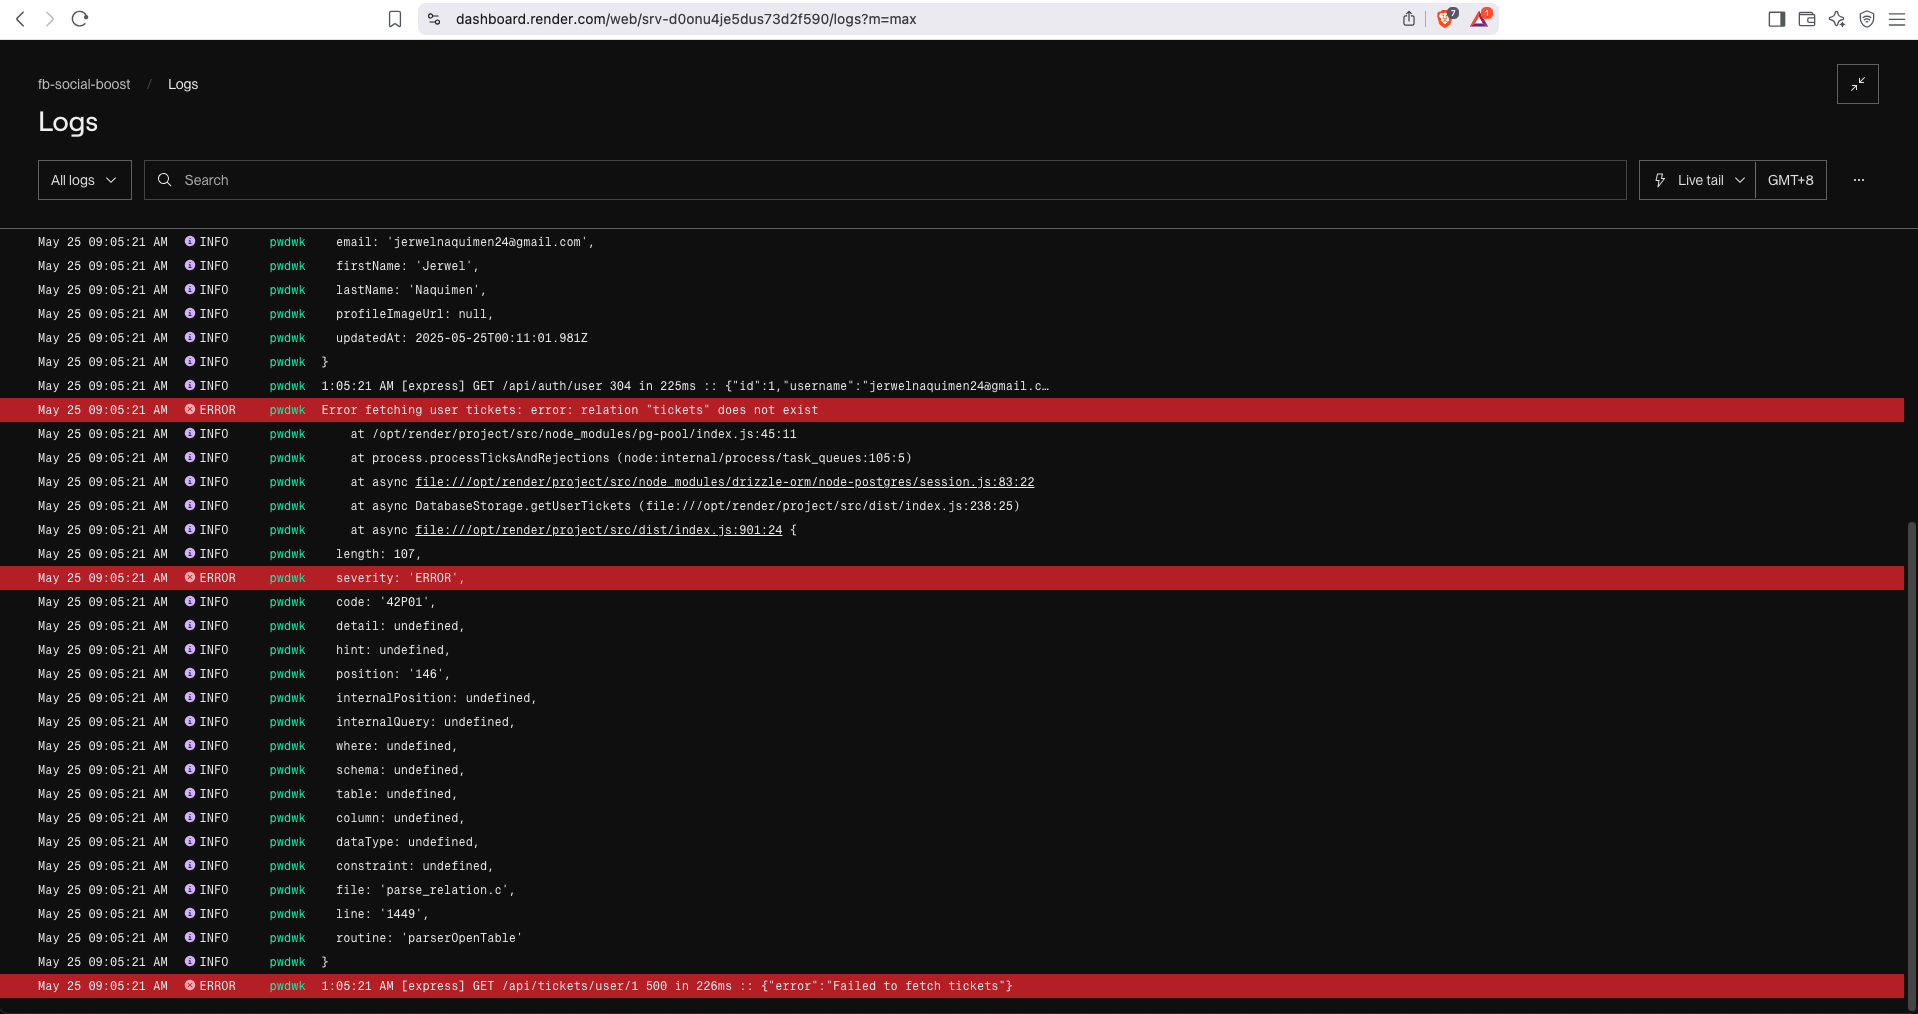 dashboard.render.com/web/srv-d0onu4je5dus73d2f590/logs?m=max
7
1
fb-social-boost / Logs
Logs
All logs
Search
Live tail
GMT+8
May 25 09:05:21 AM INFO pwdwk email: 'jerwelnaquimen24@gmail.com',
May 25 09:05:21 AM INFO pwdwk firstName: 'Jerwel',
May 25 09:05:21 AM INFO pwdwk lastName: 'Naquimen',
May 25 09:05:21 AM INFO pwdwk profileImageUrl: null,
May 25 09:05:21 AM INFO pwdwk updatedAt: 2025-05-25T00:11:01.981Z
May 25 09:05:21 AM INFO pwdwk }
May 25 09:05:21 AM INFO pwdwk 1:05:21 AM [express] GET /api/auth/user 304 in 225ms :: {"id":1,"username":"jerwelnaquimen24@gmail.c…
May 25 09:05:21 AM ERROR pwdwk Error fetching user tickets: error: relation "tickets" does not exist
May 25 09:05:21 AM INFO pwdwk at /opt/render/project/src/node_modules/pg-pool/index.js:45:11
May 25 09:05:21 AM INFO pwdwk at process.processTicksAndRejections (node:internal/process/task_queues:105:5)
May 25 09:05:21 AM INFO pwdwk at async file:///opt/render/project/src/node_modules/drizzle-orm/node-postgres/session.js:83:22
May 25 09:05:21 AM INFO pwdwk at async DatabaseStorage.getUserTickets (file:///opt/render/project/src/dist/index.js:238:25)
May 25 09:05:21 AM INFO pwdwk at async file:///opt/render/project/src/dist/index.js:901:24 {
May 25 09:05:21 AM INFO pwdwk length: 107,
May 25 09:05:21 AM ERROR pwdwk severity: 'ERROR',
May 25 09:05:21 AM INFO pwdwk code: '42P01',
May 25 09:05:21 AM INFO pwdwk detail: undefined,
May 25 09:05:21 AM INFO pwdwk hint: undefined,
May 25 09:05:21 AM INFO pwdwk position: '146',
May 25 09:05:21 AM INFO pwdwk internalPosition: undefined,
May 25 09:05:21 AM INFO pwdwk internalQuery: undefined,
May 25 09:05:21 AM INFO pwdwk where: undefined,
May 25 09:05:21 AM INFO pwdwk schema: undefined,
May 25 09:05:21 AM INFO pwdwk table: undefined,
May 25 09:05:21 AM INFO pwdwk column: undefined,
May 25 09:05:21 AM INFO pwdwk dataType: undefined,
May 25 09:05:21 AM INFO pwdwk constraint: undefined,
May 25 09:05:21 AM INFO pwdwk file: 'parse_relation.c',
May 25 09:05:21 AM INFO pwdwk line: '1449',
May 25 09:05:21 AM INFO pwdwk routine: 'parserOpenTable'
May 25 09:05:21 AM INFO pwdwk }
May 25 09:05:21 AM ERROR pwdwk 1:05:21 AM [express] GET /api/tickets/user/1 500 in 226ms :: {"error":"Failed to fetch tickets"}